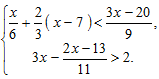 x/6 + 2/3 (x − 7) < (3x − 20)/9,
3x − (2x − 13)/11 > 2.